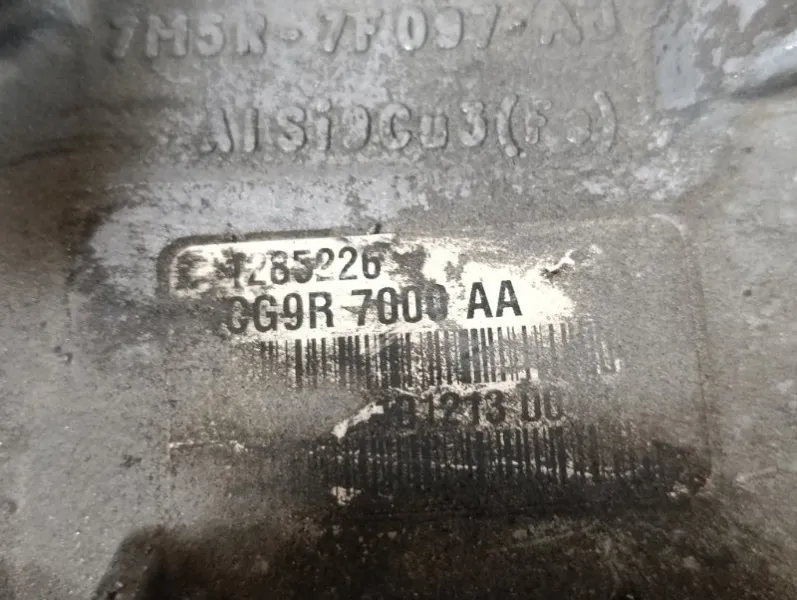 7M5R-7F097-AJ
AlSi9Cu3(Fe)
1285226
CG9R 7000 AA